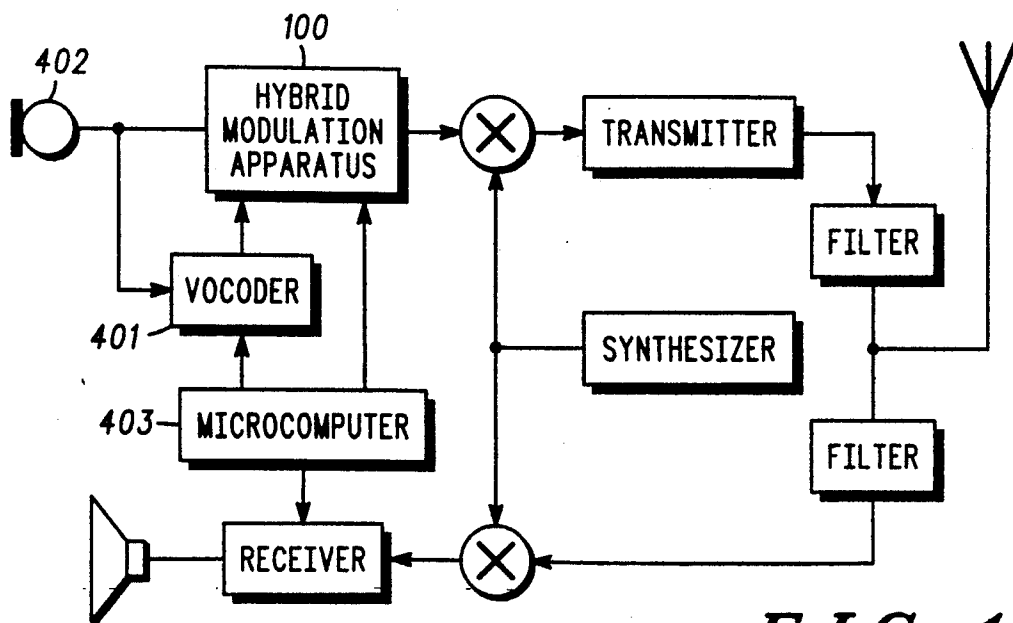 100
402
HYBRID
MODULATION
APPARATUS
TRANSMITTER
FILTER
VOCODER
401
SYNTHESIZER
403
MICROCOMPUTER
FILTER
RECEIVER